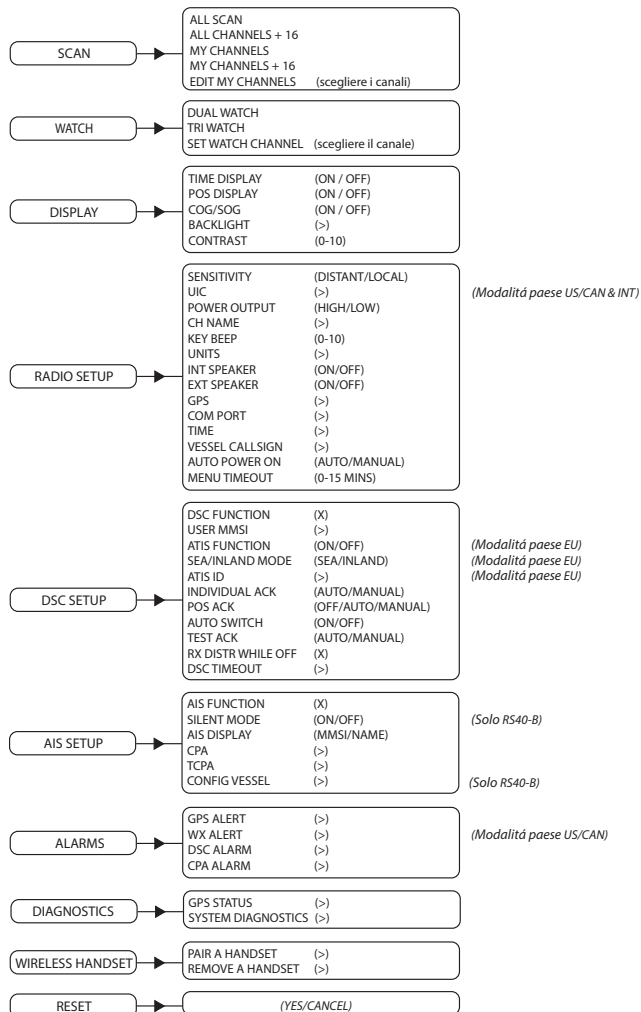 SCAN
ALL SCAN
ALL CHANNELS + 16
MY CHANNELS
MY CHANNELS + 16
EDIT MY CHANNELS (scegliere i canali)
WATCH
DUAL WATCH
TRI WATCH
SET WATCH CHANNEL (scegliere il canale)
DISPLAY
TIME DISPLAY (ON / OFF)
POS DISPLAY (ON / OFF)
COG/SOG (ON / OFF)
BACKLIGHT (>)
CONTRAST (0-10)
RADIO SETUP
SENSITIVITY (DISTANT/LOCAL)
UIC (>) (Modalitá paese US/CAN & INT)
POWER OUTPUT (HIGH/LOW)
CH NAME (>)
KEY BEEP (0-10)
UNITS (>)
INT SPEAKER (ON/OFF)
EXT SPEAKER (ON/OFF)
GPS (>)
COM PORT (>)
TIME (>)
VESSEL CALLSIGN (>)
AUTO POWER ON (AUTO/MANUAL)
MENU TIMEOUT (0-15 MINS)
DSC SETUP
DSC FUNCTION (X)
USER MMSI (>)
ATIS FUNCTION (ON/OFF) (Modalitá paese EU)
SEA/INLAND MODE (SEA/INLAND) (Modalitá paese EU)
ATIS ID (>) (Modalitá paese EU)
INDIVIDUAL ACK (AUTO/MANUAL)
POS ACK (OFF/AUTO/MANUAL)
AUTO SWITCH (ON/OFF)
TEST ACK (AUTO/MANUAL)
RX DISTR WHILE OFF (X)
DSC TIMEOUT (>)
AIS SETUP
AIS FUNCTION (X)
SILENT MODE (ON/OFF) (Solo RS40-B)
AIS DISPLAY (MMSI/NAME)
CPA (>)
TCPA (>)
CONFIG VESSEL (>) (Solo RS40-B)
ALARMS
GPS ALERT (>)
WX ALERT (>) (Modalitá paese US/CAN)
DSC ALARM (>)
CPA ALARM (>)
DIAGNOSTICS
GPS STATUS (>)
SYSTEM DIAGNOSTICS (>)
WIRELESS HANDSET
PAIR A HANDSET (>)
REMOVE A HANDSET (>)
RESET
(YES/CANCEL)